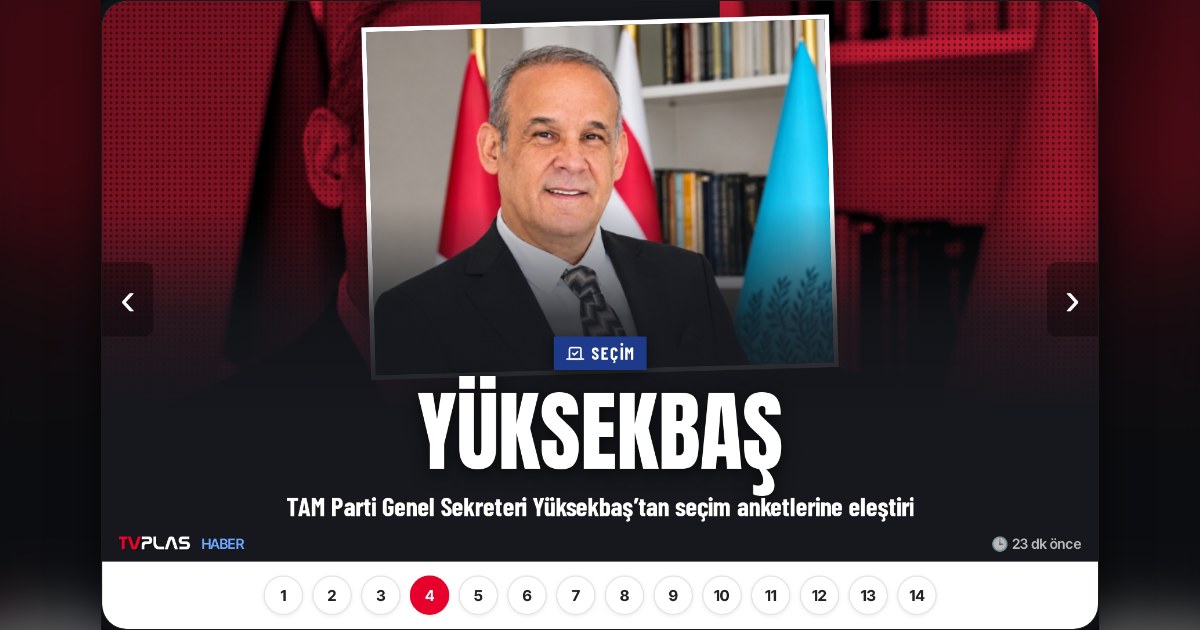 SEÇİM
YÜKSEKBAŞ
TAM Parti Genel Sekreteri Yüksekbaş’tan seçim anketlerine eleştiri
TVPLAS HABER
23 dk önce
1 2 3 4 5 6 7 8 9 10 11 12 13 14